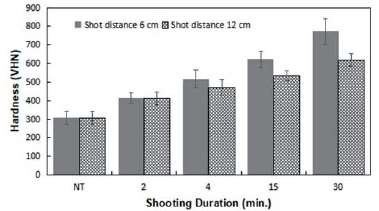 900
800
700
600
500
400
300
200
100
0
Hardness (VHN)
Shot distance 6 cm Shot distance 12 cm
NT 2 4 15 30
Shooting Duration (min.)